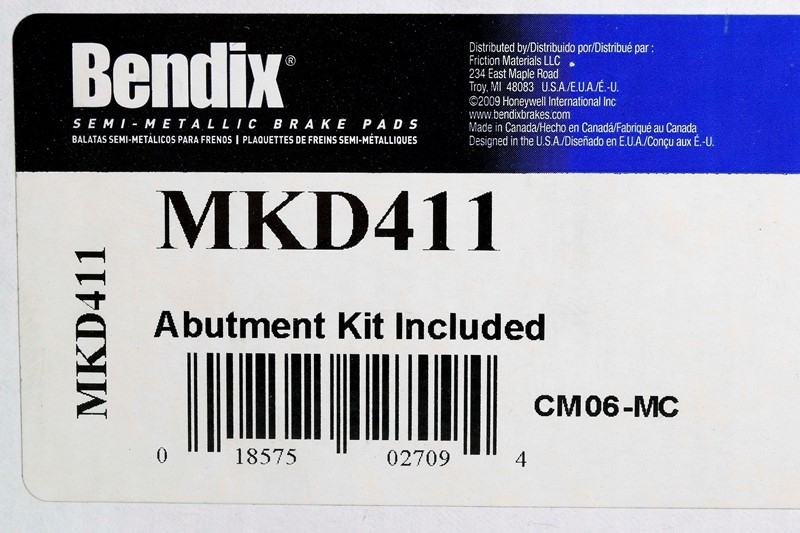 Bendix®
SEMI-METALLIC BRAKE PADS
BALATAS SEMI-METÁLICOS PARA FRENOS | PLAQUETTES DE FREINS SEMI-MÉTALLIQUES
Distributed by/Distribuido por/Distribué par :
Friction Materials LLC
234 East Maple Road
Troy, MI 48083 U.S.A./E.U.A./É.-U.
©2009 Honeywell International Inc
www.bendixbrakes.com
Made in Canada/Hecho en Canadá/Fabriqué au Canada
Designed in the U.S.A./Diseñado en E.U.A./Conçu aux É.-U.
MKD411
MKD411
Abutment Kit Included
CM06-MC
0 18575 02709 4